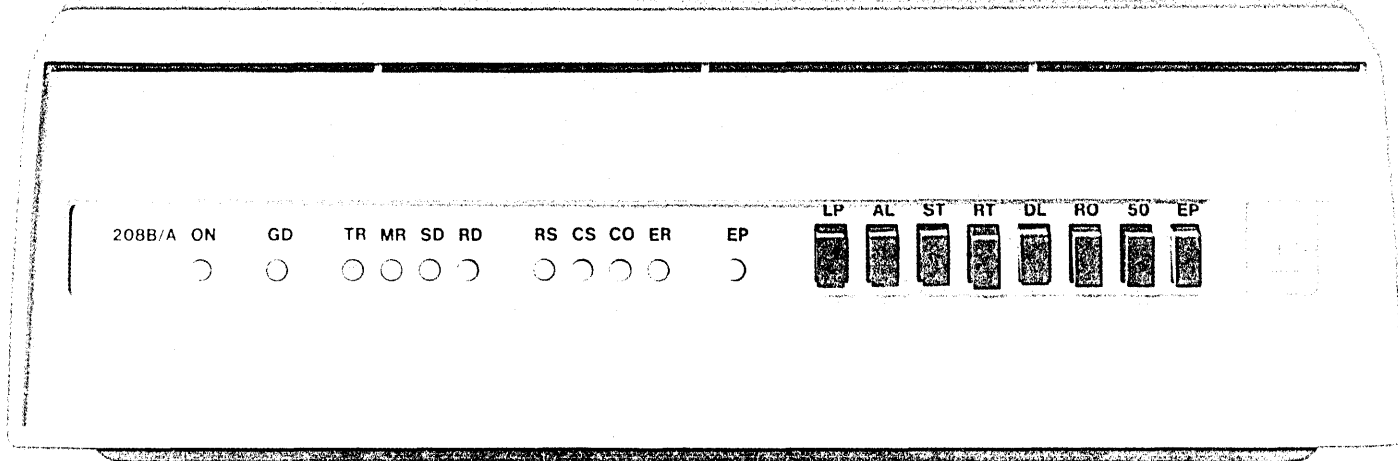 LP AL ST RT DL RO 50 EP
208B/A ON GD TR MR SD RD RS CS CO ER EP